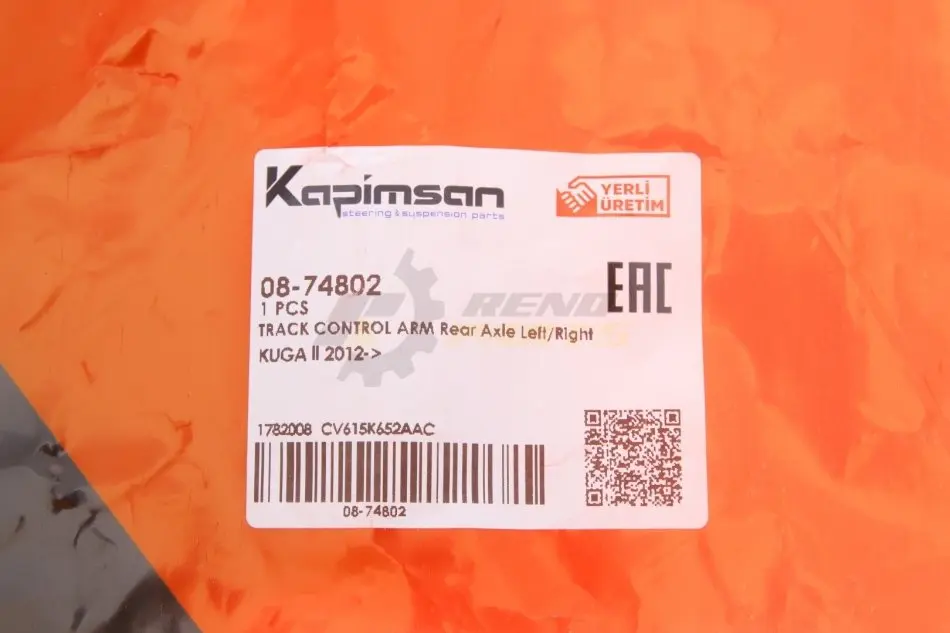 Kapimsan
steering & suspension parts
YERLİ
ÜRETİM
08-74802
1 PCS
EAC
REND
TRACK CONTROL ARM Rear Axle Left/Right
KUGA II 2012->
1782008 CV615K652AAC
08-74802